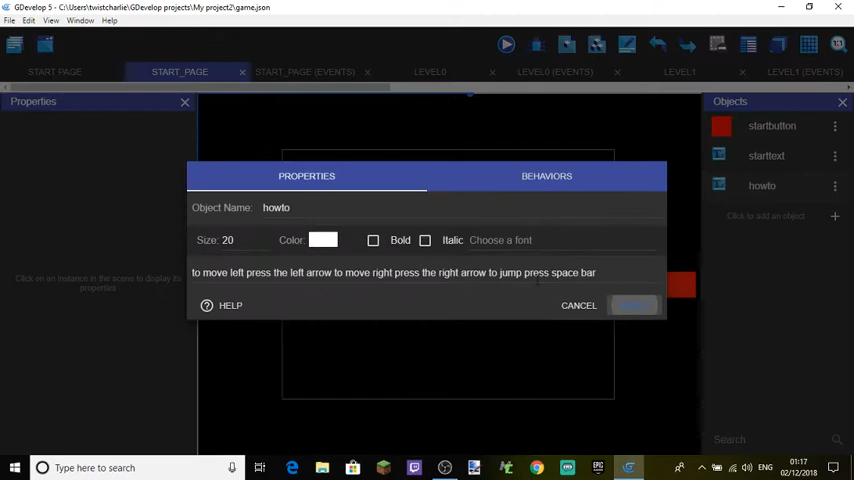 GDevelop 5 - C:\Users\twistcharlie\GDevelop projects\My project2\game.json
File Edit View Window Help
START PAGE START_PAGE START_PAGE (EVENTS) LEVEL0 LEVEL0 (EVENTS) LEVEL1 LEVEL1 (EVENTS)
Properties
Objects
startbutton
starttext
howto
Click to add an object
Click on an instance in the scene to display its
properties
PROPERTIES BEHAVIORS
Object Name: howto
Size: 20 Color: Bold Italic Choose a font
to move left press the left arrow to move right press the right arrow to jump press space bar
HELP CANCEL
Search
Type here to search
EPIC
ENG
01:17
02/12/2018